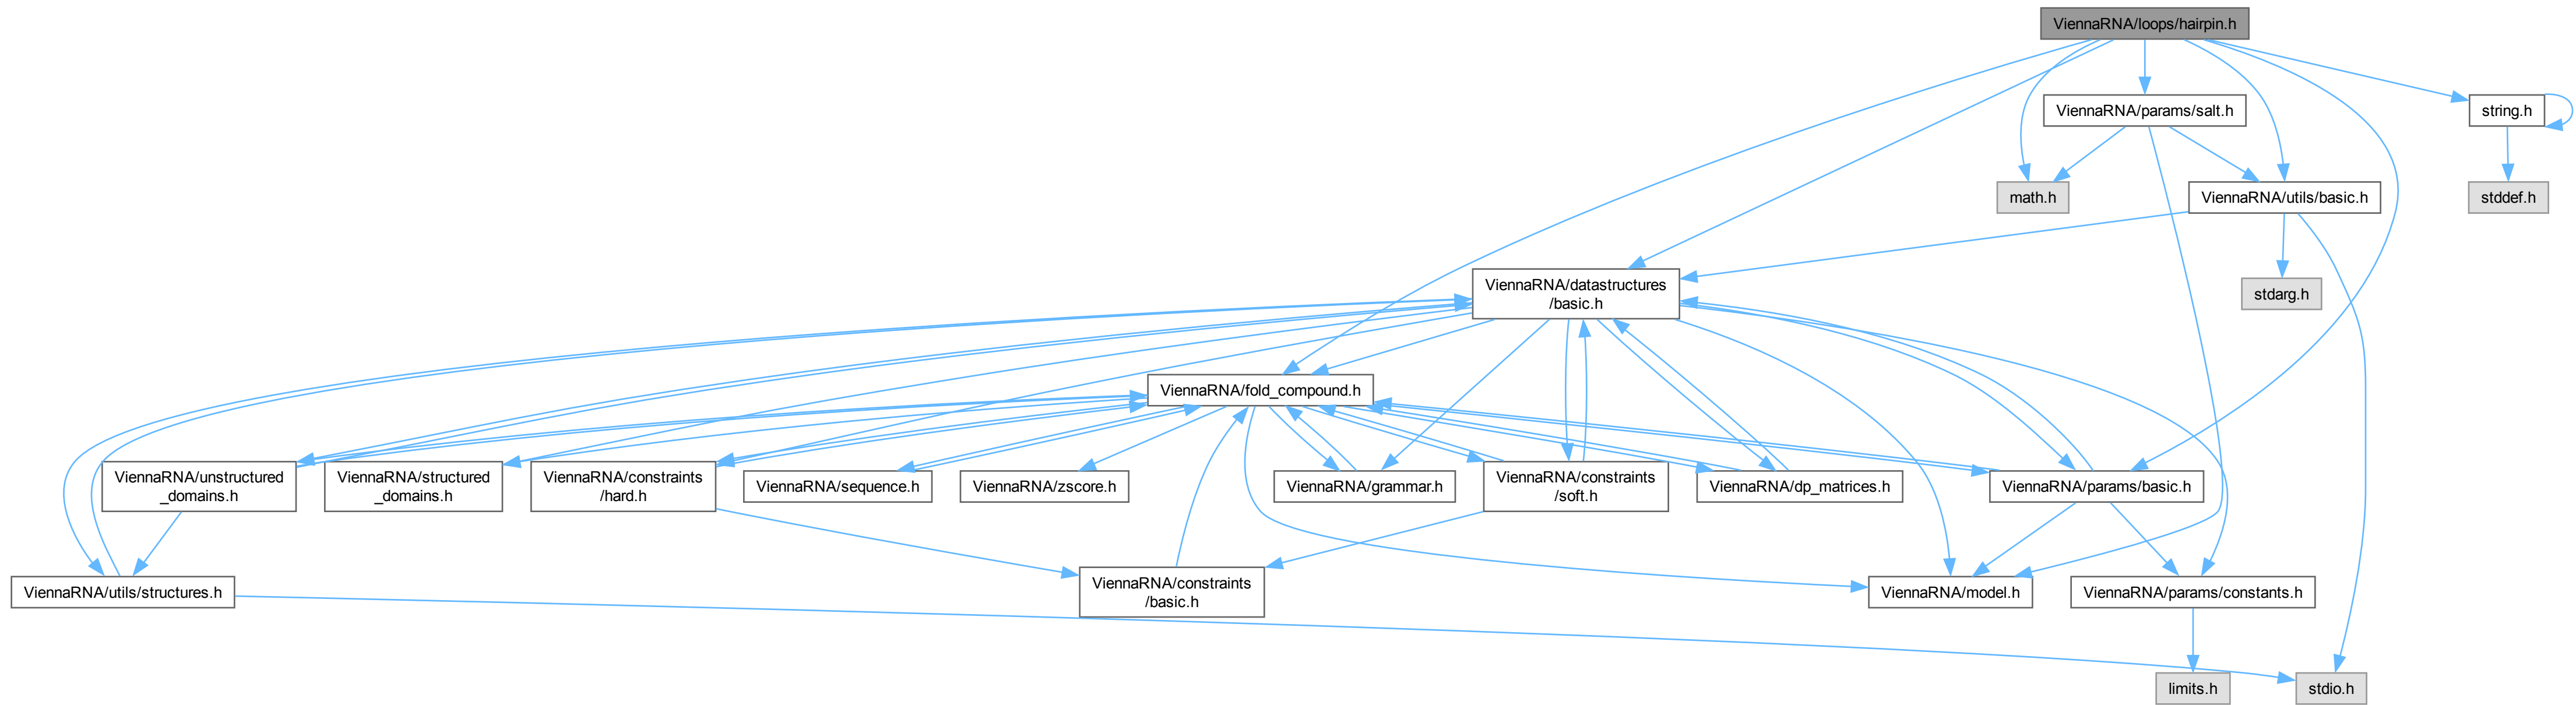 ViennaRNA/loops/hairpin.h
ViennaRNA/params/salt.h
string.h
math.h
ViennaRNA/utils/basic.h
stddef.h
ViennaRNA/datastructures
/basic.h
stdarg.h
ViennaRNA/fold_compound.h
ViennaRNA/unstructured
_domains.h
ViennaRNA/structured
_domains.h
ViennaRNA/constraints
/hard.h
ViennaRNA/sequence.h
ViennaRNA/zscore.h
ViennaRNA/grammar.h
ViennaRNA/constraints
/soft.h
ViennaRNA/dp_matrices.h
ViennaRNA/params/basic.h
ViennaRNA/utils/structures.h
ViennaRNA/constraints
/basic.h
ViennaRNA/model.h
ViennaRNA/params/constants.h
limits.h
stdio.h